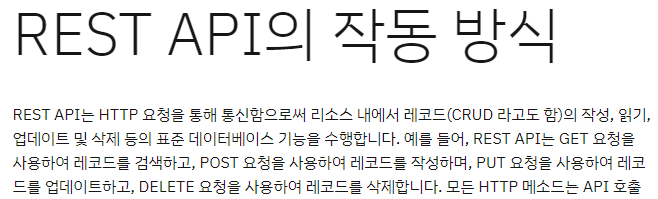 REST API의 작동 방식
REST API는 HTTP 요청을 통해 통신함으로써 리소스 내에서 레코드(CRUD 라고도 함)의 작성, 읽기,
업데이트 및 삭제 등의 표준 데이터베이스 기능을 수행합니다. 예를 들어, REST API는 GET 요청을
사용하여 레코드를 검색하고, POST 요청을 사용하여 레코드를 작성하며, PUT 요청을 사용하여 레코
드를 업데이트하고, DELETE 요청을 사용하여 레코드를 삭제합니다. 모든 HTTP 메소드는 API 호출